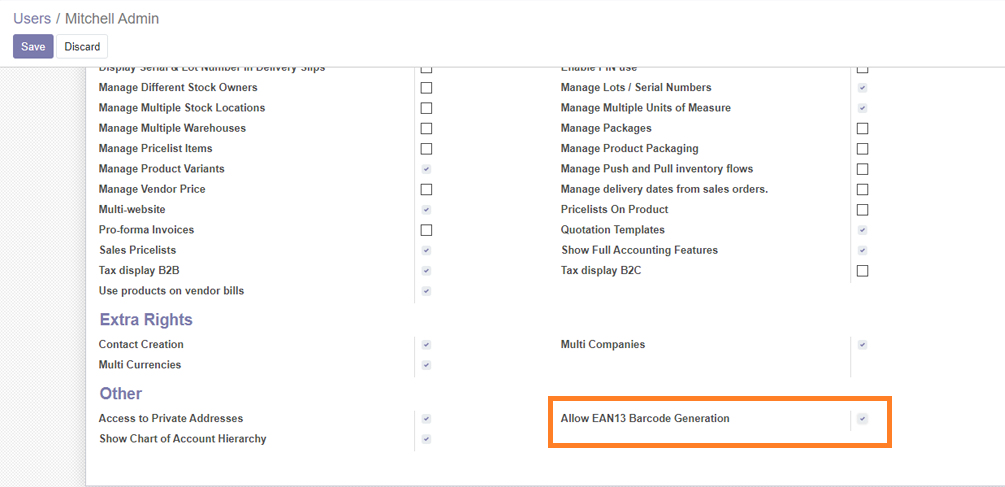 Users / Mitchell Admin
Save Discard
Display Serial & Lot Number in Delivery Slips
Enable PIN use
Manage Different Stock Owners
Manage Lots / Serial Numbers
Manage Multiple Stock Locations
Manage Multiple Units of Measure
Manage Multiple Warehouses
Manage Packages
Manage Pricelist Items
Manage Product Packaging
Manage Product Variants
Manage Push and Pull inventory flows
Manage Vendor Price
Manage delivery dates from sales orders.
Multi-website
Pricelists On Product
Pro-forma Invoices
Quotation Templates
Sales Pricelists
Show Full Accounting Features
Tax display B2B
Tax display B2C
Use products on vendor bills
Extra Rights
Contact Creation
Multi Companies
Multi Currencies
Other
Access to Private Addresses
Allow EAN13 Barcode Generation
Show Chart of Account Hierarchy